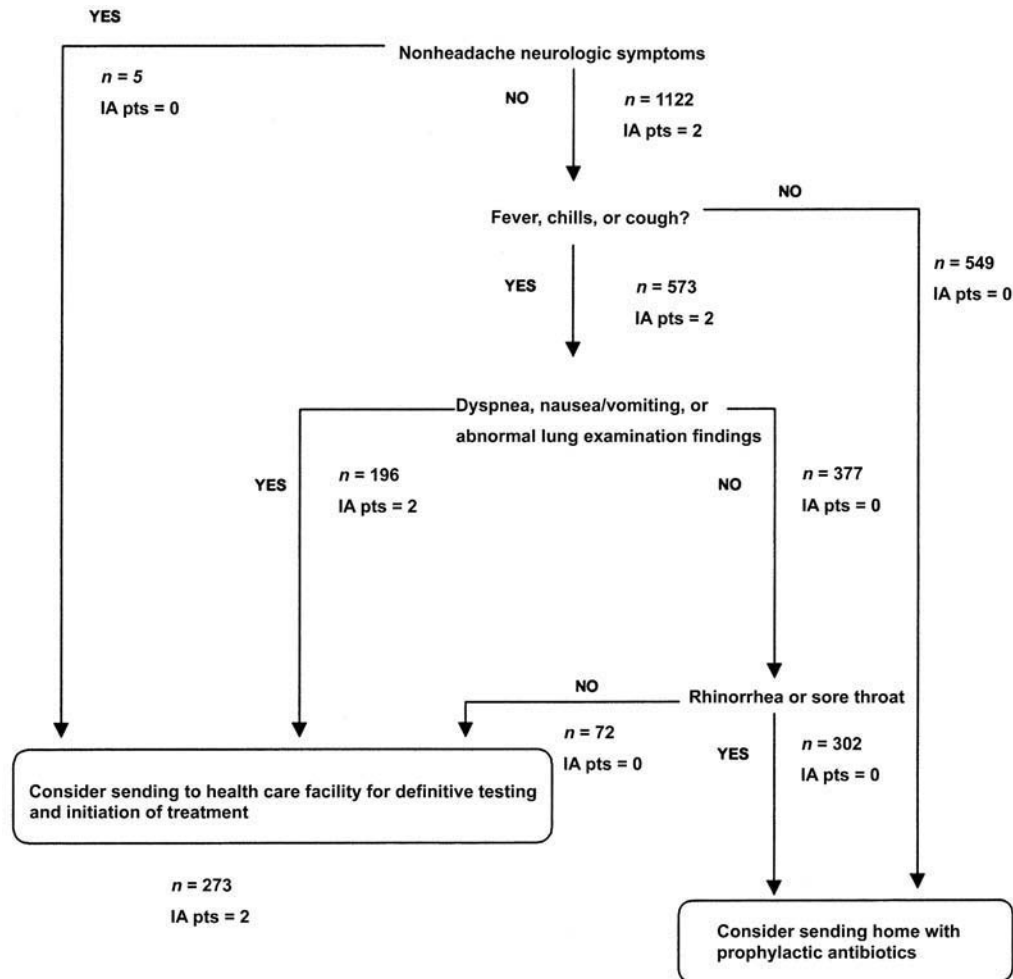 YES
Nonheadache neurologic symptoms
n = 5
IA pts = 0
NO
n = 1122
IA pts = 2
NO
Fever, chills, or cough?
n = 549
IA pts = 0
YES
n = 573
IA pts = 2
Dyspnea, nausea/vomiting, or
abnormal lung examination findings
YES
n = 196
IA pts = 2
NO
n = 377
IA pts = 0
NO
Rhinorrhea or sore throat
n = 72
IA pts = 0
YES
n = 302
IA pts = 0
Consider sending to health care facility for definitive testing
and initiation of treatment
n = 273
IA pts = 2
Consider sending home with
prophylactic antibiotics